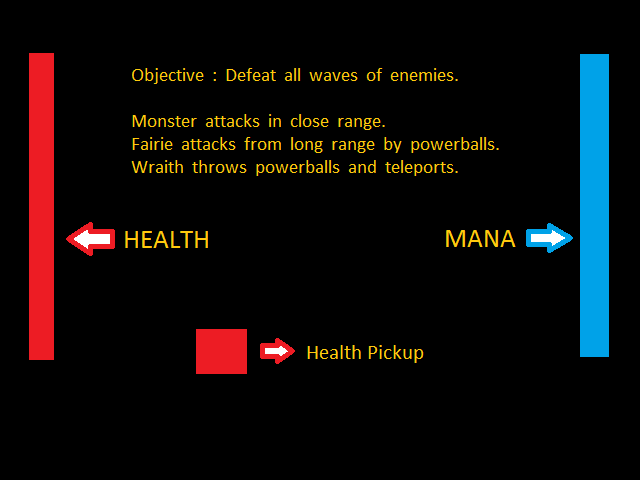 Objective : Defeat all waves of enemies.
Monster attacks in close range.
Fairie attacks from long range by powerballs.
Wraith throws powerballs and teleports.
HEALTH
MANA
Health Pickup